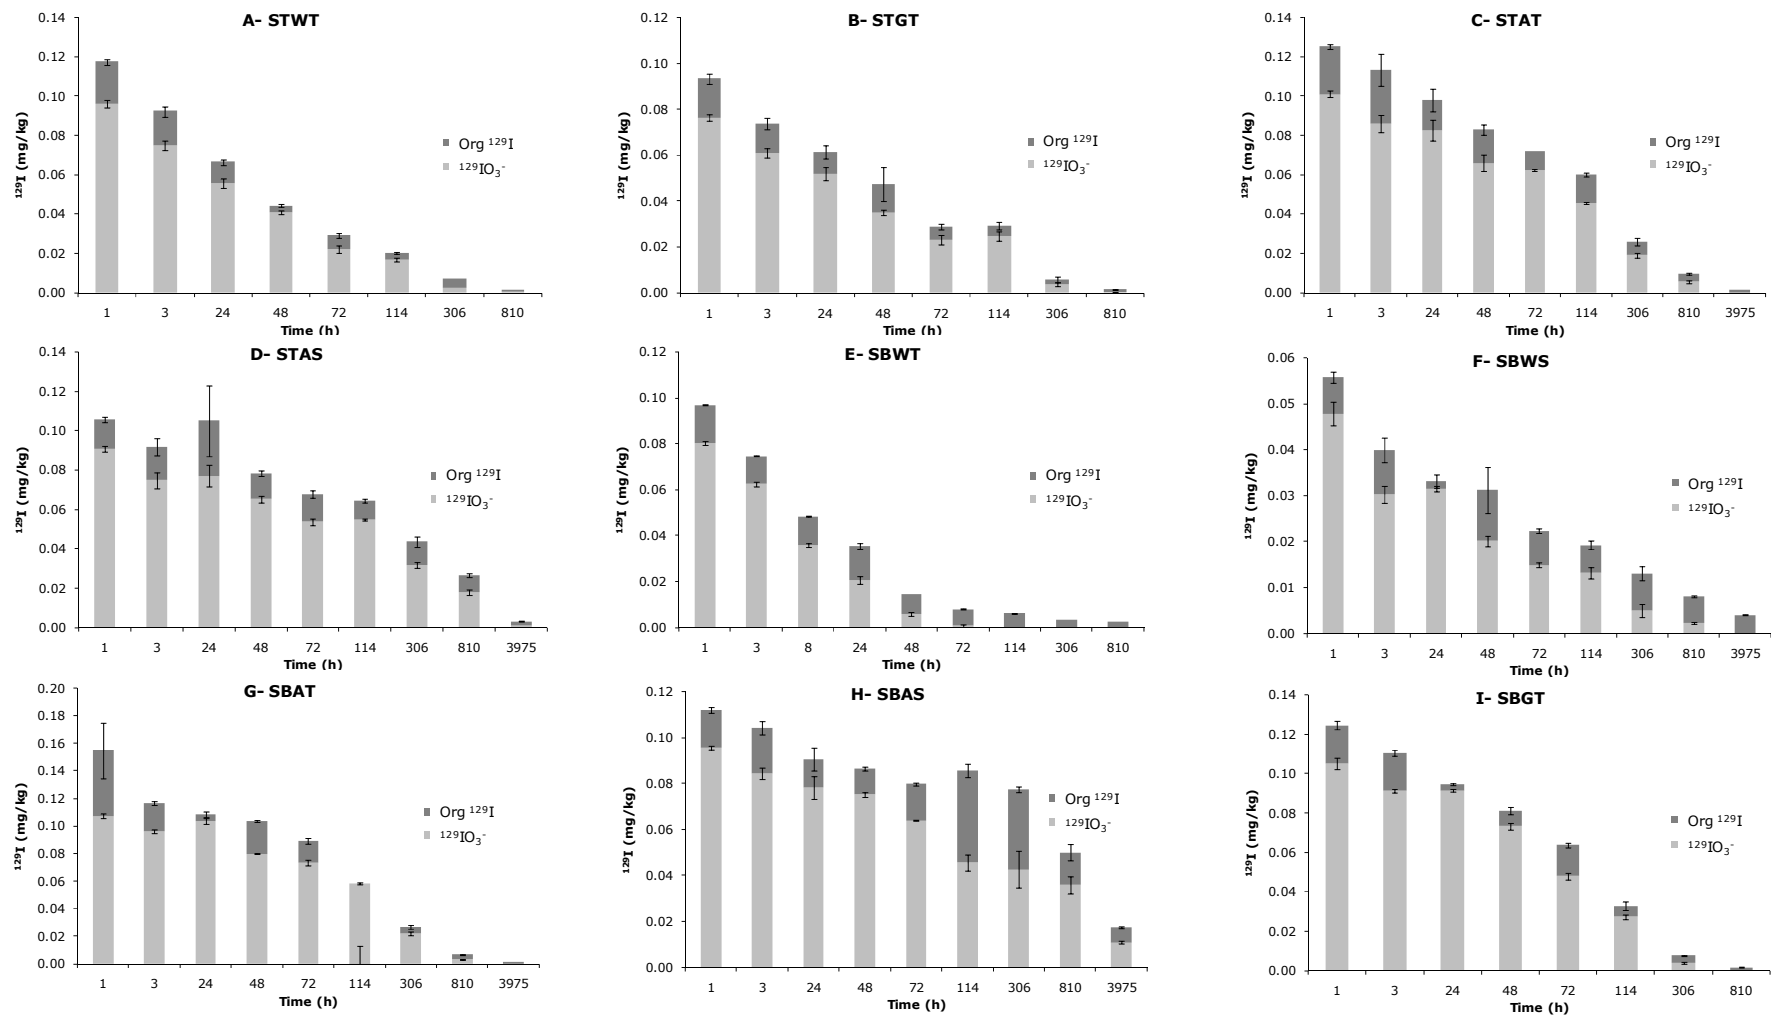 A- STWT
0.14
0.12
0.10
0.08
0.06
0.04
0.02
0.00
¹²⁹I (mg/kg)
Org ¹²⁹I
¹²⁹IO₃⁻
1 3 24 48 72 114 306 810
Time (h)
B- STGT
0.12
0.10
0.08
0.06
0.04
0.02
0.00
¹²⁹I (mg/kg)
Org ¹²⁹I
¹²⁹IO₃⁻
1 3 24 48 72 114 306 810
Time (h)
C- STAT
0.14
0.12
0.10
0.08
0.06
0.04
0.02
0.00
¹²⁹I (mg/kg)
Org ¹²⁹I
¹²⁹IO₃⁻
1 3 24 48 72 114 306 810 3975
Time (h)
D- STAS
0.14
0.12
0.10
0.08
0.06
0.04
0.02
0.00
¹²⁹I (mg/kg)
Org ¹²⁹I
¹²⁹IO₃⁻
1 3 24 48 72 114 306 810 3975
Time (h)
E- SBWT
0.12
0.10
0.08
0.06
0.04
0.02
0.00
¹²⁹I (mg/kg)
Org ¹²⁹I
¹²⁹IO₃⁻
1 3 8 24 48 72 114 306 810
Time (h)
F- SBWS
0.06
0.05
0.04
0.03
0.02
0.01
0.00
¹²⁹I (mg/kg)
Org ¹²⁹I
¹²⁹IO₃⁻
1 3 24 48 72 114 306 810 3975
Time (h)
G- SBAT
0.20
0.18
0.16
0.14
0.12
0.10
0.08
0.06
0.04
0.02
0.00
¹²⁹I (mg/kg)
Org ¹²⁹I
¹²⁹IO₃⁻
1 3 24 48 72 114 306 810 3975
Time (h)
H- SBAS
0.12
0.10
0.08
0.06
0.04
0.02
0.00
¹²⁹I (mg/kg)
Org ¹²⁹I
¹²⁹IO₃⁻
1 3 24 48 72 114 306 810 3975
Time (h)
I- SBGT
0.14
0.12
0.10
0.08
0.06
0.04
0.02
0.00
¹²⁹I (mg/kg)
Org ¹²⁹I
¹²⁹IO₃⁻
1 3 24 48 72 114 306 810
Time (h)